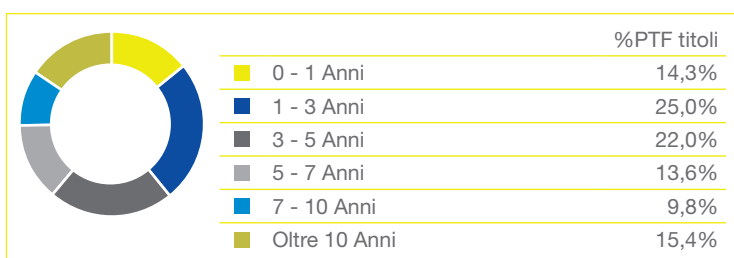 %PTF titoli
0 - 1 Anni 14,3%
1 - 3 Anni 25,0%
3 - 5 Anni 22,0%
5 - 7 Anni 13,6%
7 - 10 Anni 9,8%
Oltre 10 Anni 15,4%